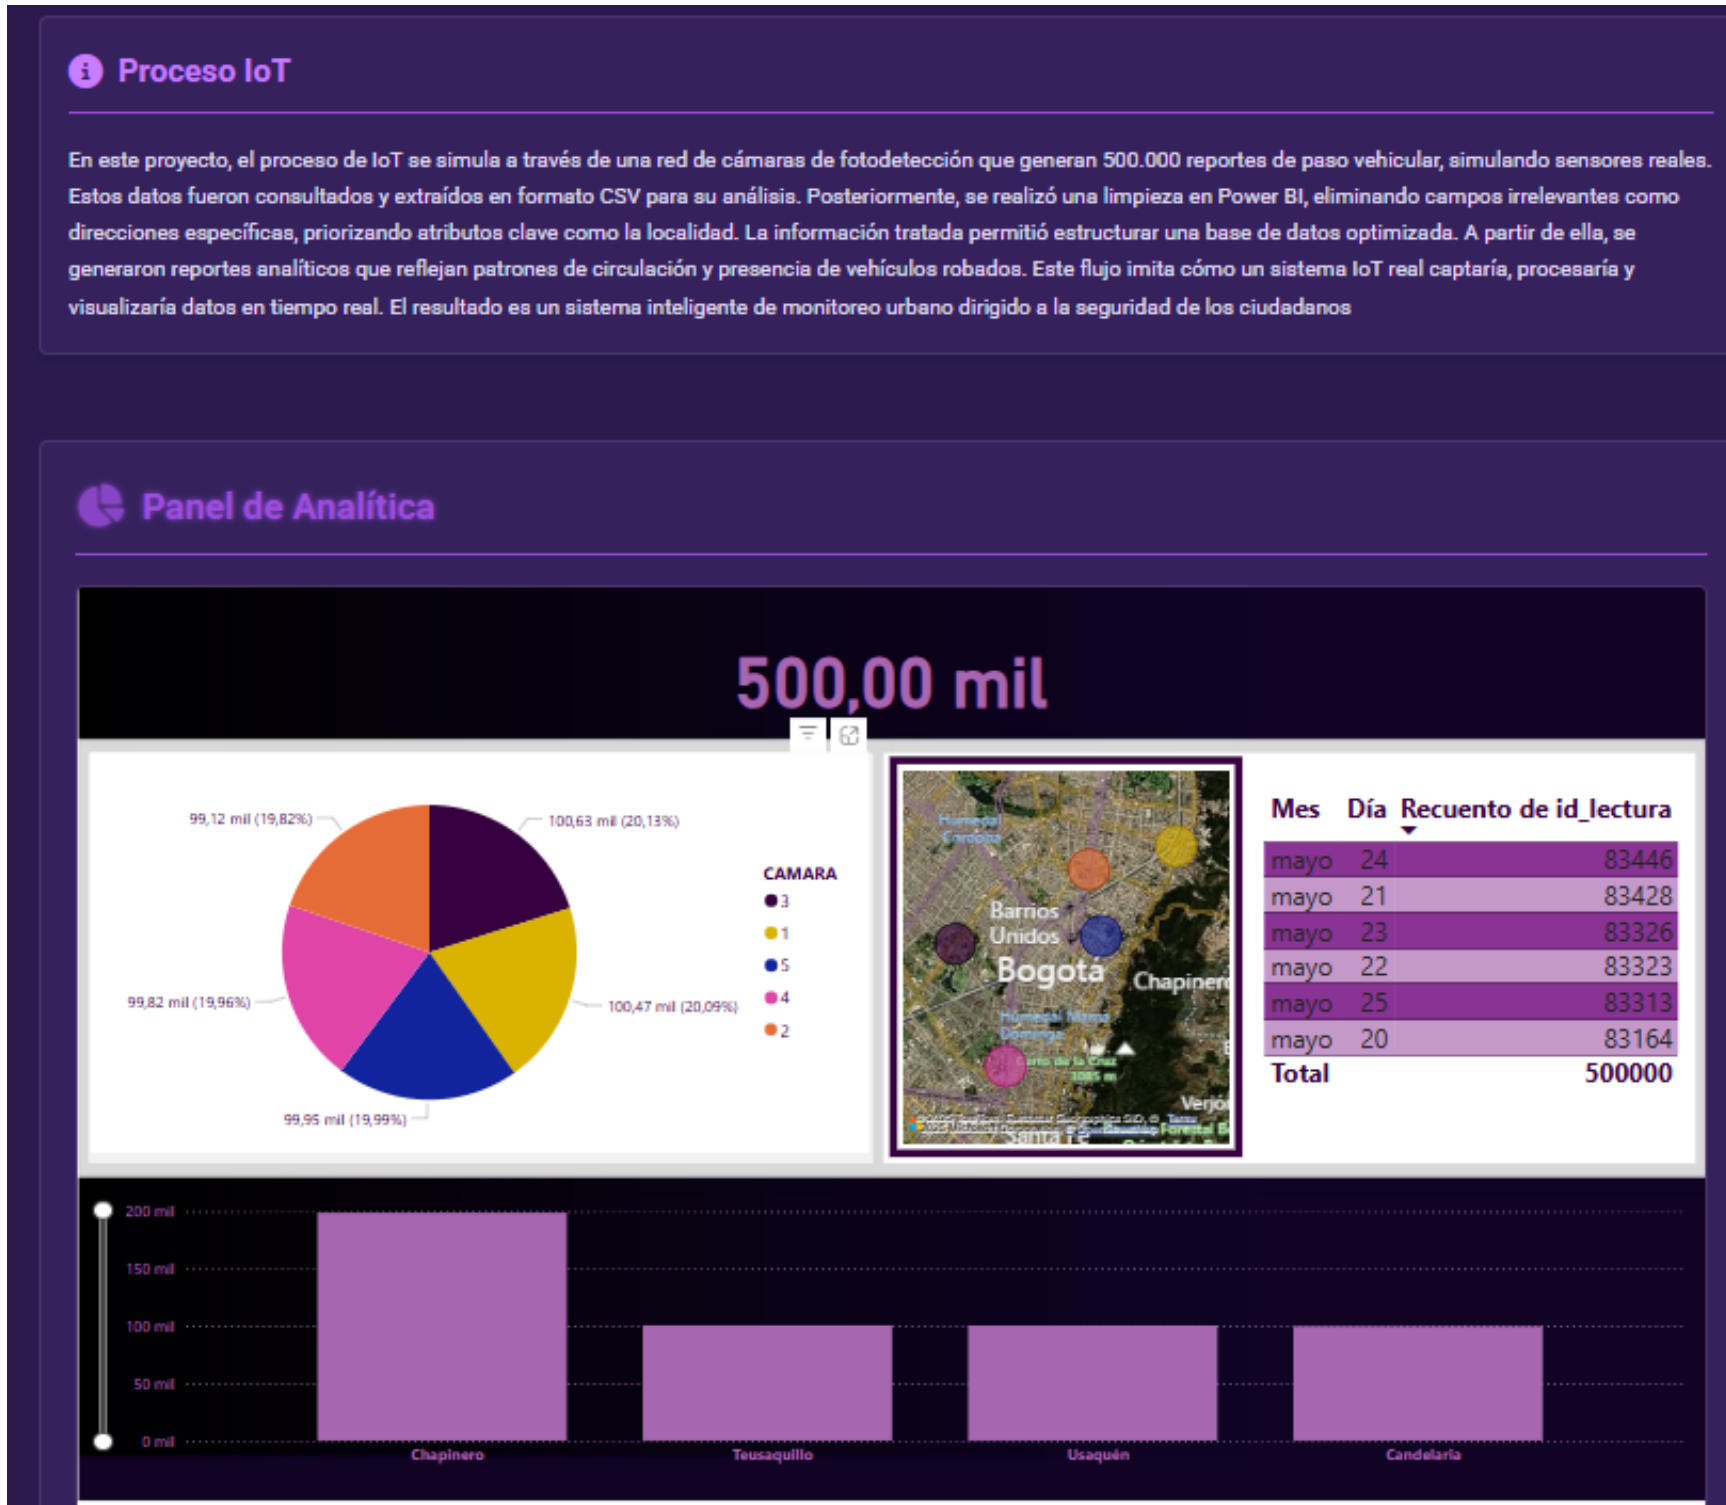 Proceso IoT
En este proyecto, el proceso de IoT se simula a través de una red de cámaras de fotodetección que generan 500.000 reportes de paso vehicular, simulando sensores reales.
Estos datos fueron consultados y extraídos en formato CSV para su análisis. Posteriormente, se realizó una limpieza en Power BI, eliminando campos irrelevantes como
direcciones específicas, priorizando atributos clave como la localidad. La información tratada permitió estructurar una base de datos optimizada. A partir de ella, se
generaron reportes analíticos que reflejan patrones de circulación y presencia de vehículos robados. Este flujo imita cómo un sistema IoT real captaría, procesaría y
visualizaría datos en tiempo real. El resultado es un sistema inteligente de monitoreo urbano dirigido a la seguridad de los ciudadanos
Panel de Analítica
500,00 mil
99,12 mil (19,82%)
100,63 mil (20,13%)
99,82 mil (19,96%)
100,47 mil (20,09%)
99,95 mil (19,99%)
CAMARA
3
1
5
4
2
Humedal
Barrios
Unidos
Bogotá
Chapinero
Humedal
Cerro de la Cruz
1085 m
Santa Fe
Mes Día Recuento de id_lectura
mayo 24 83446
mayo 21 83428
mayo 23 83326
mayo 22 83323
mayo 25 83313
mayo 20 83164
Total 500000
200 mil
150 mil
100 mil
50 mil
0 mil
Chapinero
Teusaquillo
Usaquén
Candelaria